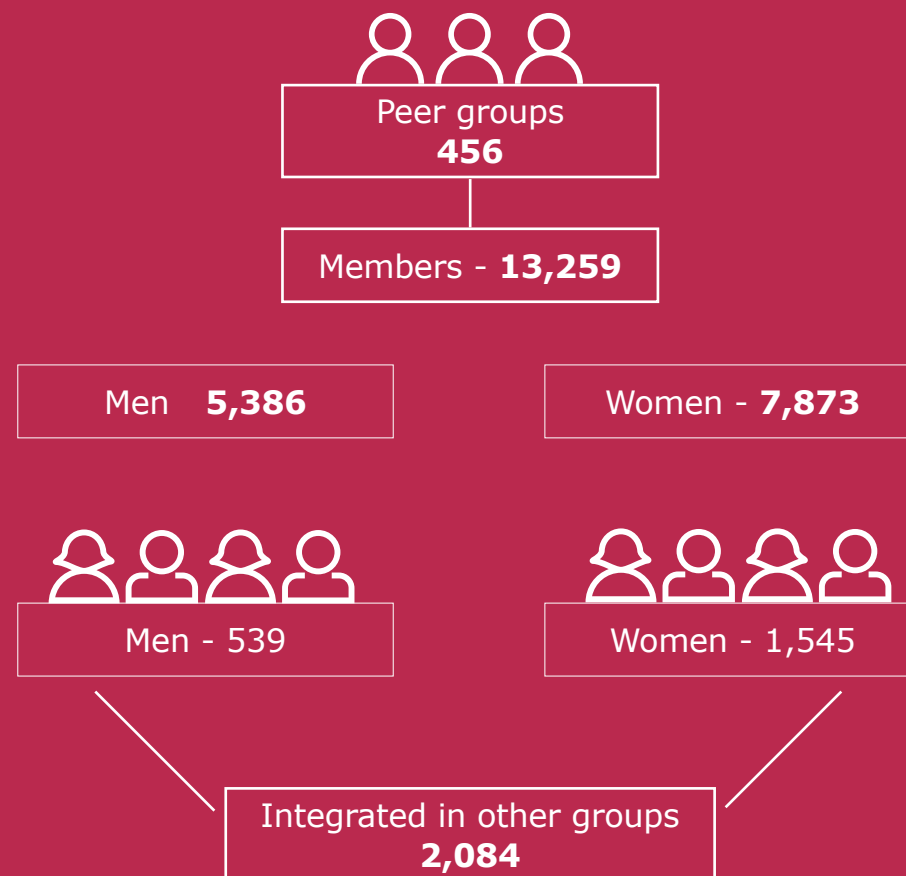 Peer groups
456
Members - 13,259
Men 5,386
Women - 7,873
Men - 539
Women - 1,545
Integrated in other groups
2,084